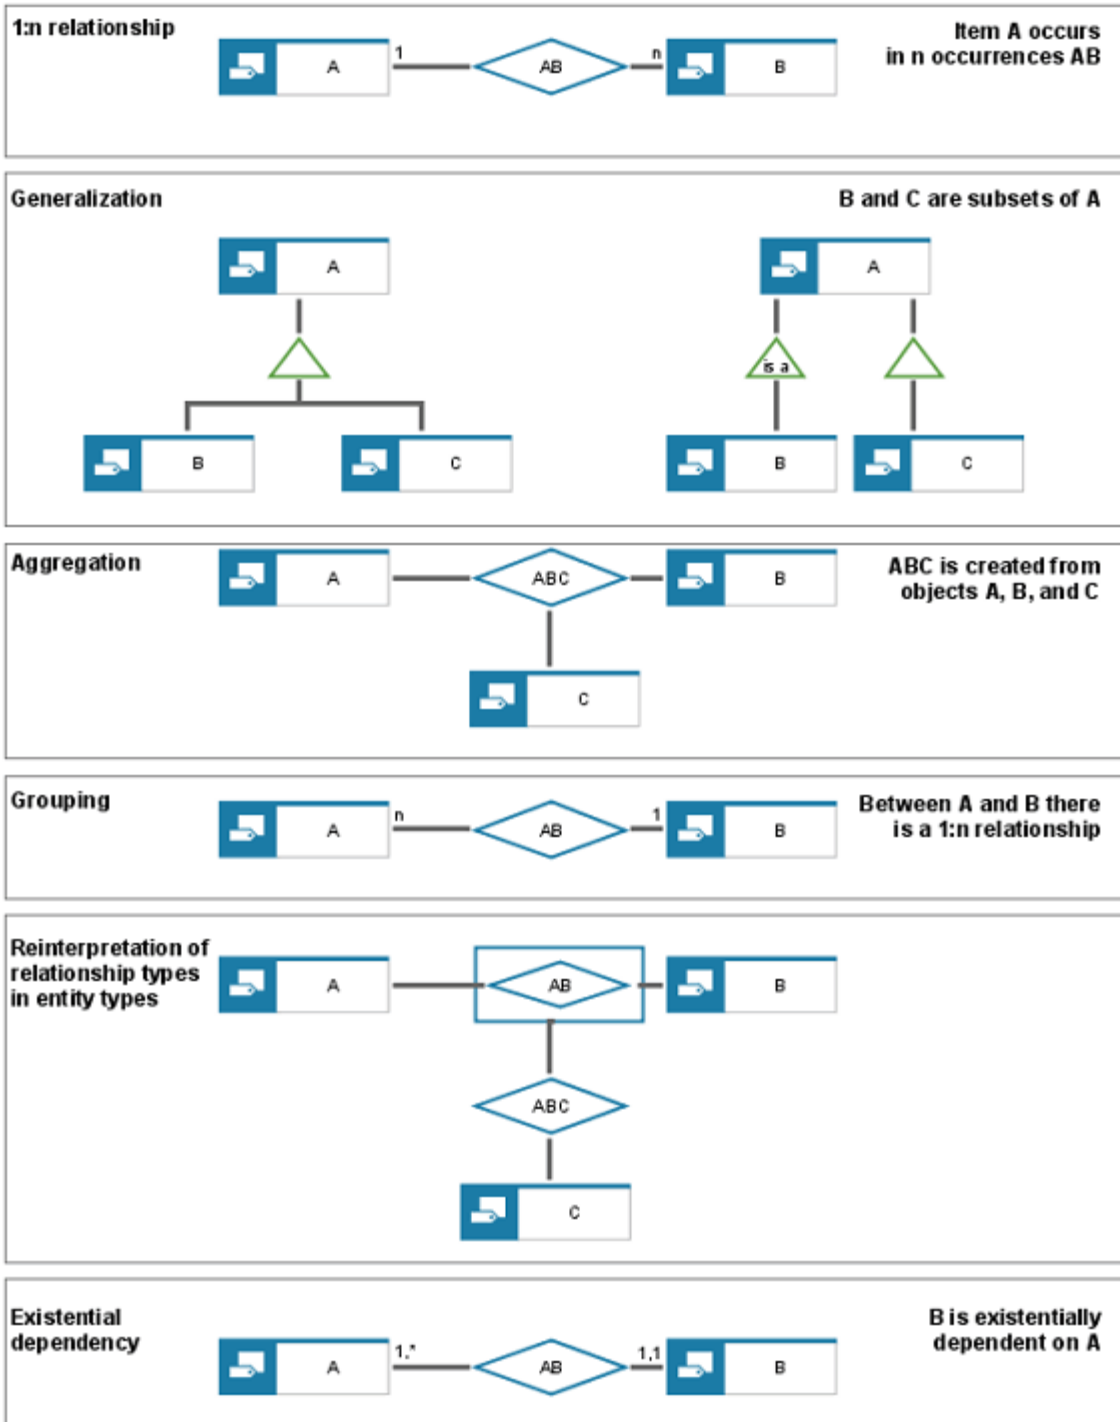 1:n relationship
Item A occurs
in n occurrences AB
A 1 AB n B
Generalization
B and C are subsets of A
A
A
is a
B
C
B
C
Aggregation
ABC is created from
objects A, B, and C
A ABC B
C
Grouping
Between A and B there
is a 1:n relationship
A n AB 1 B
Reinterpretation of
relationship types
in entity types
A AB B
ABC
C
Existential
dependency
B is existentially
dependent on A
A 1.* AB 1,1 B